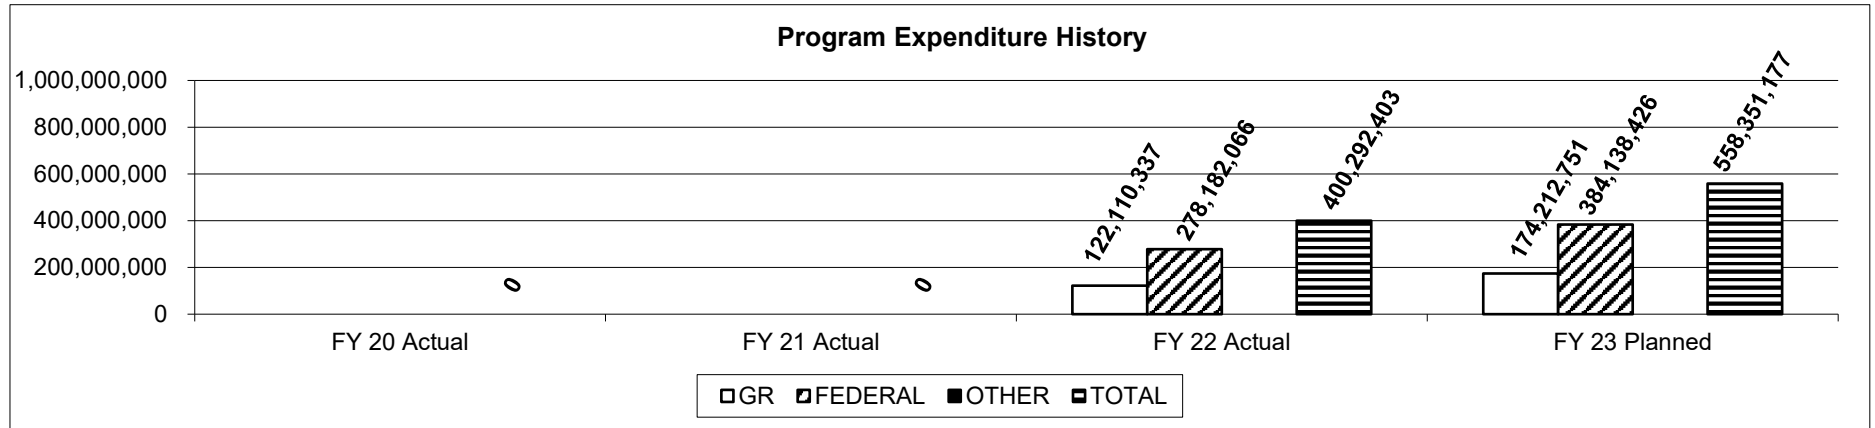 Program Expenditure History
1,000,000,000
800,000,000
600,000,000
400,000,000
200,000,000
0
0
0
122,110,337
278,182,066
400,292,403
174,212,751
384,138,426
558,351,177
FY 20 Actual
FY 21 Actual
FY 22 Actual
FY 23 Planned
GR FEDERAL OTHER TOTAL